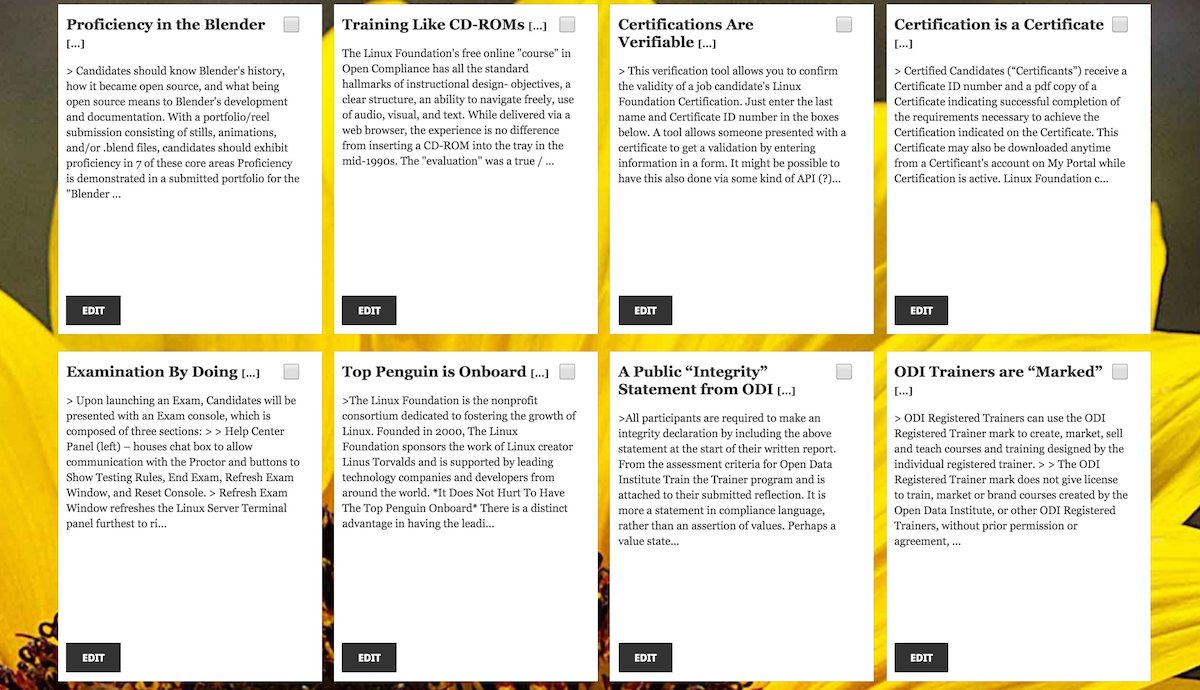 Proficiency in the Blender
[...]
> Candidates should know Blender's history,
how it became open source, and what being
open source means to Blender's development
and documentation. With a portfolio/reel
submission consisting of stills, animations,
and/or .blend files, candidates should exhibit
proficiency in 7 of these core areas Proficiency
is demonstrated in a submitted portfolio for the
"Blender ...
EDIT
Training Like CD-ROMs [...]
The Linux Foundation's free online "course" in
Open Compliance has all the standard
hallmarks of instructional design- objectives, a
clear structure, an ability to navigate freely, use
of audio, visual, and text. While delivered via a
web browser, the experience is no difference
from inserting a CD-ROM into the tray in the
mid-1990s. The "evaluation" was a true / ...
EDIT
Certifications Are
Verifiable [...]
> This verification tool allows you to confirm
the validity of a job candidate's Linux
Foundation Certification. Just enter the last
name and Certificate ID number in the boxes
below. A tool allows someone presented with a
certificate to get a validation by entering
information in a form. It might be possible to
have this also done via some kind of API (?)...
EDIT
Certification is a Certificate
[...]
> Certified Candidates (“Certificants”) receive a
Certificate ID number and a pdf copy of a
Certificate indicating successful completion of
the requirements necessary to achieve the
Certification indicated on the Certificate. This
Certificate may also be downloaded anytime
from a Certificant's account on My Portal while
Certification is active. Linux Foundation c...
EDIT
Examination By Doing [...]
> Upon launching an Exam, Candidates will be
presented with an Exam console, which is
composed of three sections: > > Help Center
Panel (left) – houses chat box to allow
communication with the Proctor and buttons to
Show Testing Rules, End Exam, Refresh Exam
Window, and Reset Console. > Refresh Exam
Window refreshes the Linux Server Terminal
panel furthest to ri...
EDIT
Top Penguin is Onboard [...]
>The Linux Foundation is the nonprofit
consortium dedicated to fostering the growth of
Linux. Founded in 2000, The Linux
Foundation sponsors the work of Linux creator
Linus Torvalds and is supported by leading
technology companies and developers from
around the world. *It Does Not Hurt To Have
The Top Penguin Onboard* There is a distinct
advantage in having the leadi...
EDIT
A Public “Integrity”
Statement from ODI [...]
>All participants are required to make an
integrity declaration by including the above
statement at the start of their written report.
From the assessment criteria for Open Data
Institute Train the Trainer program and is
attached to their submitted reflection. It is
more a statement in compliance language,
rather than an assertion of values. Perhaps a
value state...
EDIT
ODI Trainers are “Marked”
[...]
> ODI Registered Trainers can use the ODI
Registered Trainer mark to create, market, sell
and teach courses and training designed by the
individual registered trainer. > > The ODI
Registered Trainer mark does not give license
to train, market or brand courses created by the
Open Data Institute, or other ODI Registered
Trainers, without prior permission or
agreement, ...
EDIT